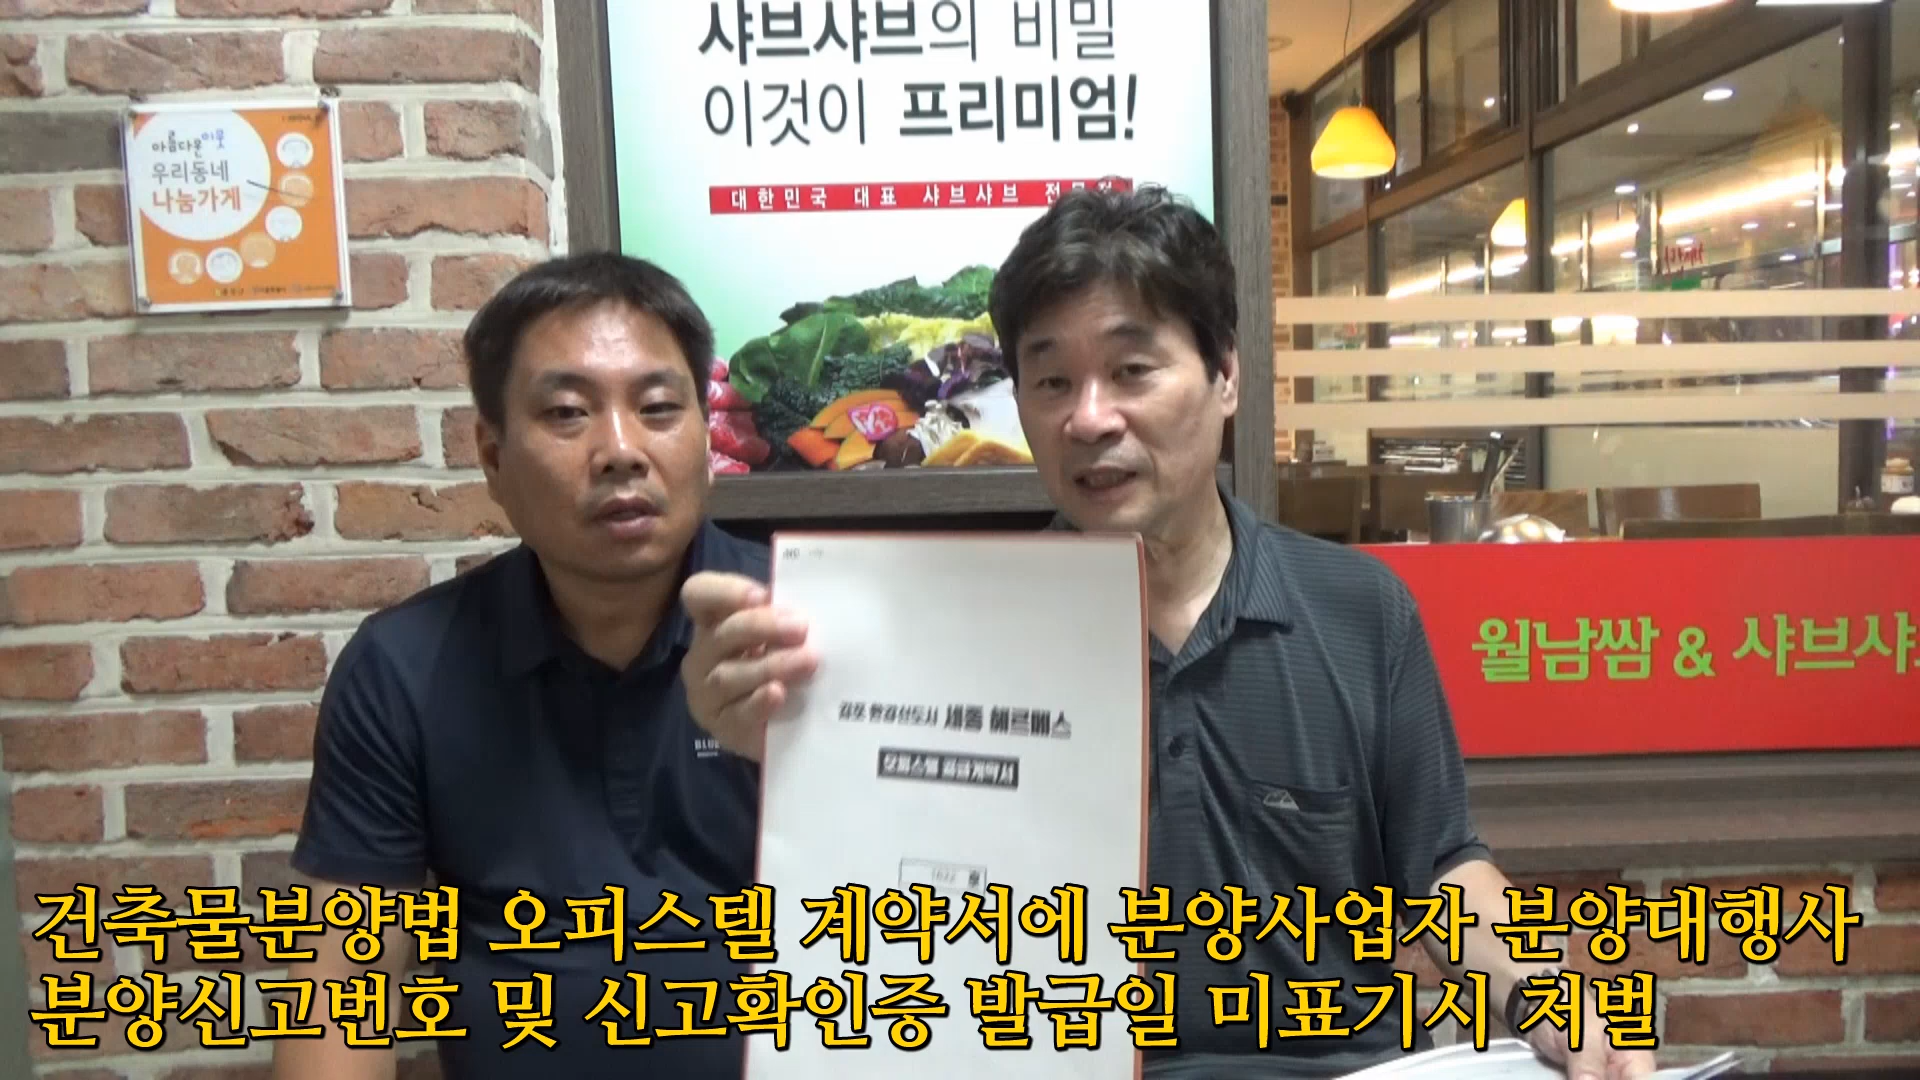 샤브샤브의 비밀
이것이 프리미엄!
대한민국 대표 샤브샤브 전문점
아름다운 이웃
우리동네
나눔가게
월남쌈 & 샤브샤
김포 한강신도시 세종 헤르메스
오피스텔 공급계약서
BLUE
건축물분양법 오피스텔 계약서에 분양사업자 분양대행사
분양신고번호 및 신고확인증 발급일 미표기시 처벌